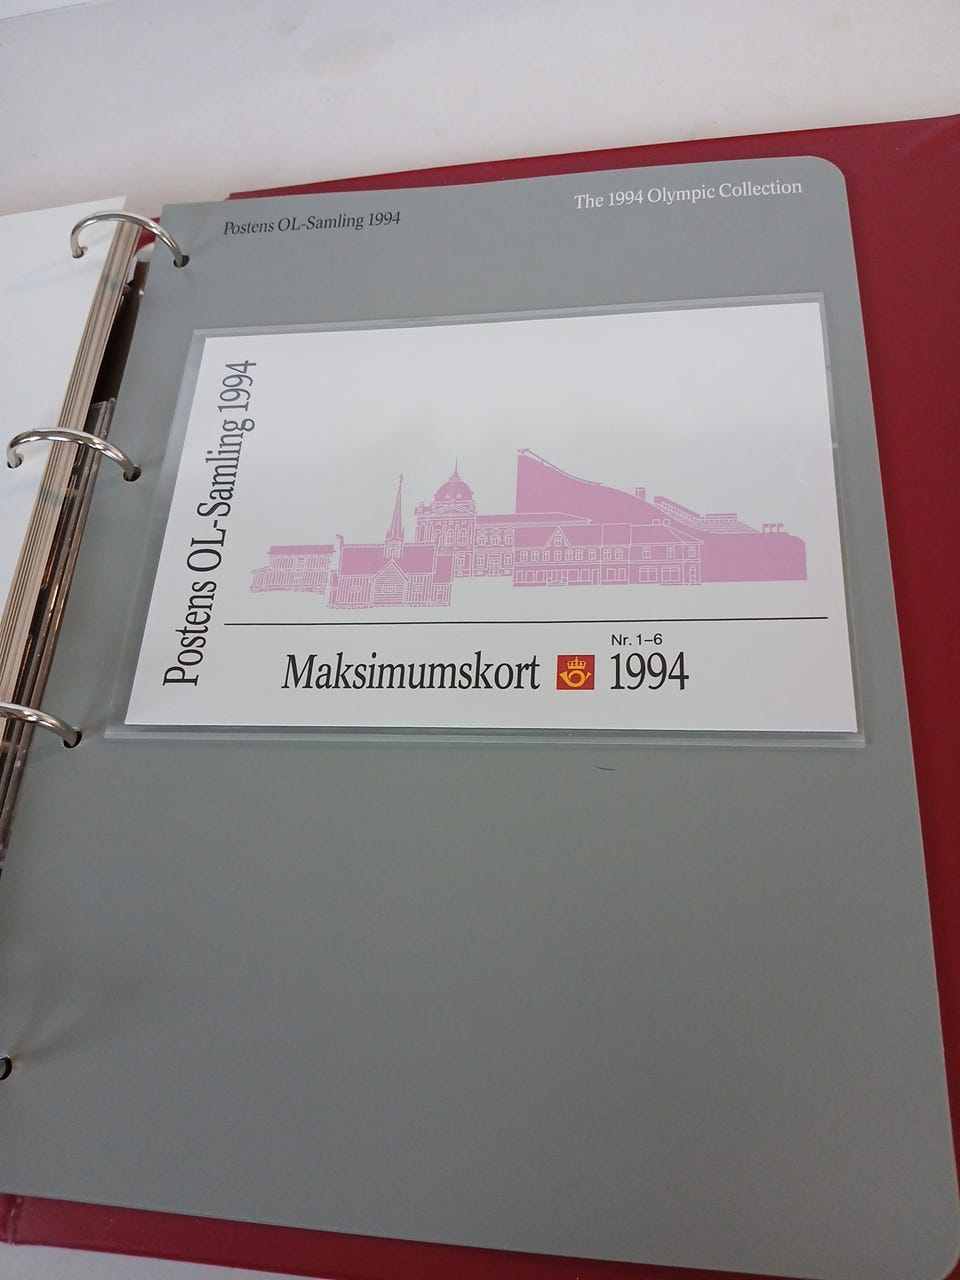 Postens OL-Samling 1994
The 1994 Olympic Collection
Postens OL-Samling 1994
Nr. 1–6
Maksimumskort 1994